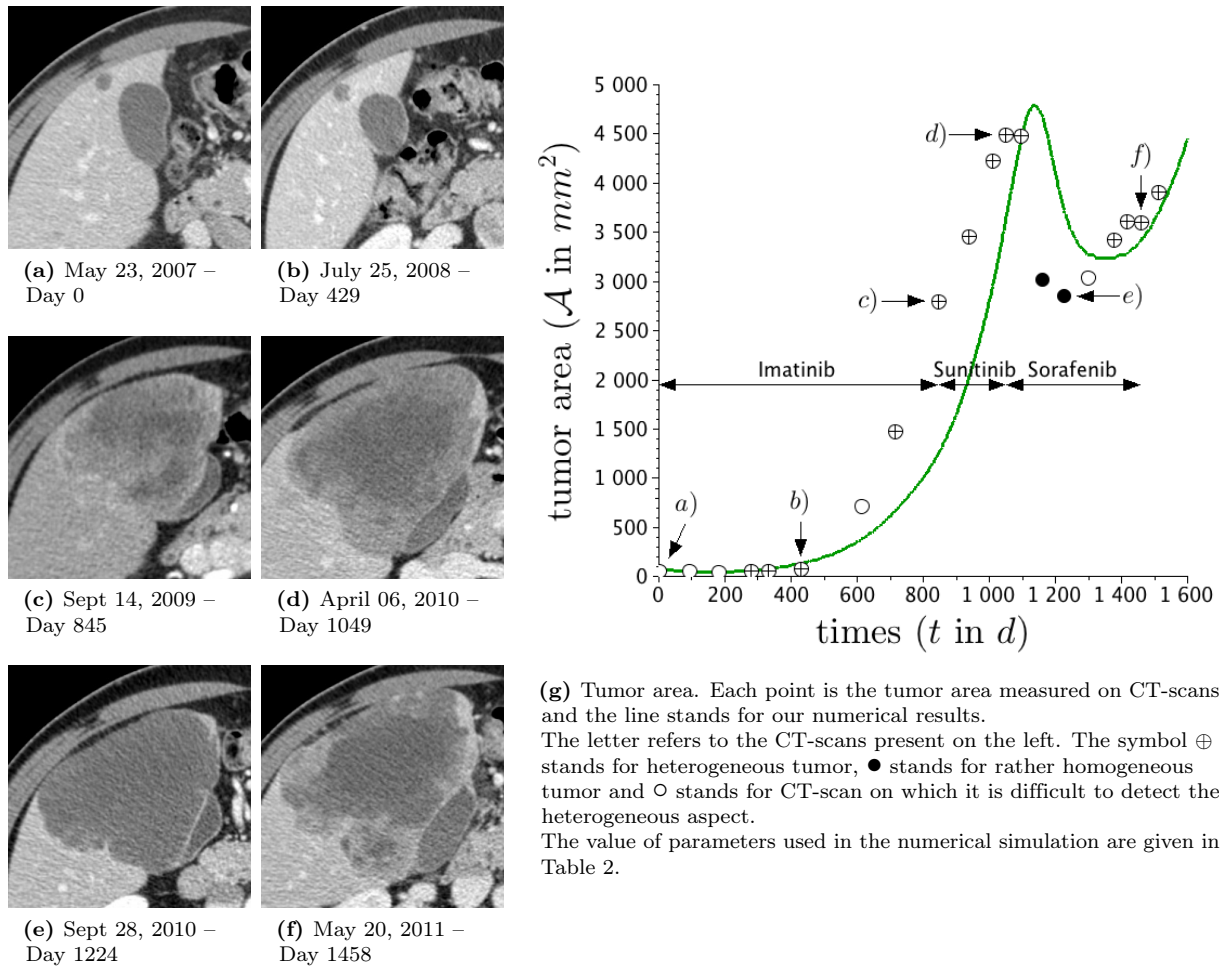 (a) May 23, 2007 –
Day 0
(b) July 25, 2008 –
Day 429
(c) Sept 14, 2009 –
Day 845
(d) April 06, 2010 –
Day 1049
(e) Sept 28, 2010 –
Day 1224
(f) May 20, 2011 –
Day 1458
tumor area (𝒜 in mm²)
5 000
4 500
4 000
3 500
3 000
2 500
2 000
1 500
1 000
500
0
d)
f)
c)
e)
Imatinib
Sunitinib
Sorafenib
a)
b)
0 200 400 600 800 1 000 1 200 1 400 1 600
times (t in d)
(g) Tumor area. Each point is the tumor area measured on CT-scans
and the line stands for our numerical results.
The letter refers to the CT-scans present on the left. The symbol ⊕
stands for heterogeneous tumor, ● stands for rather homogeneous
tumor and ○ stands for CT-scan on which it is difficult to detect the
heterogeneous aspect.
The value of parameters used in the numerical simulation are given in
Table 2.